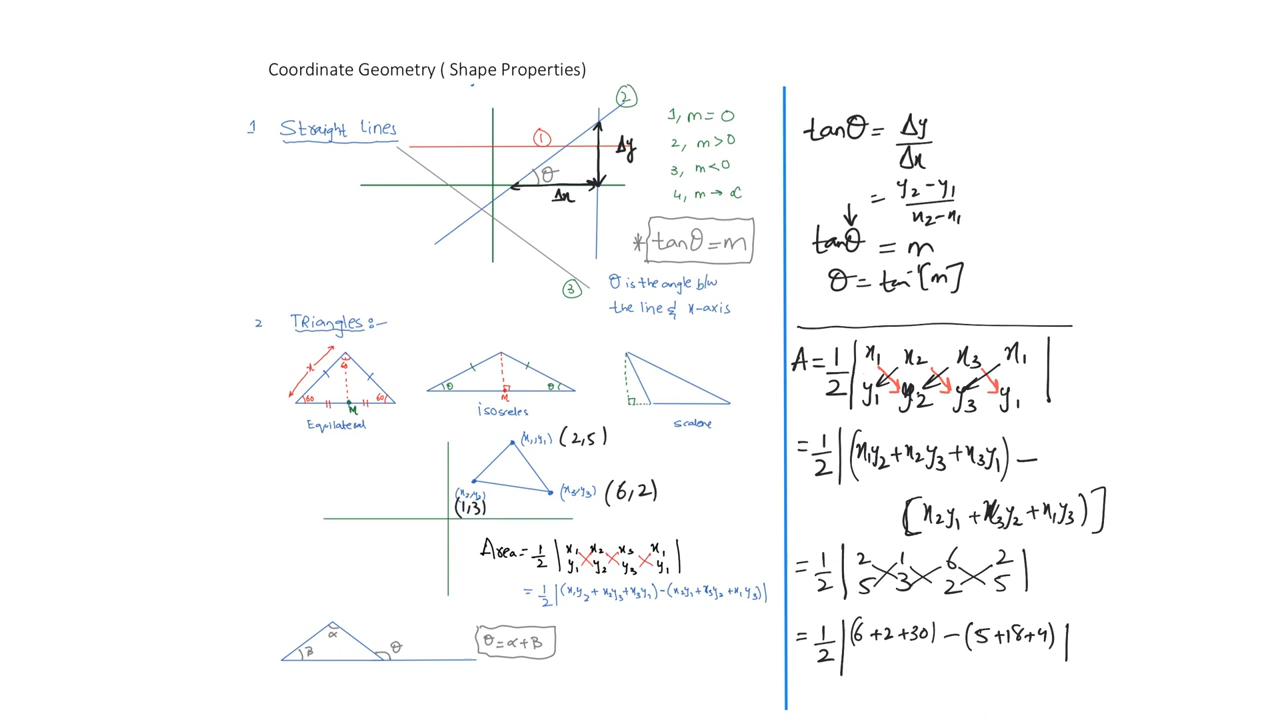 Coordinate Geometry ( Shape Properties)
1 Straight lines
2
1
3
θ
Δy
Δx
1, m = 0
2, m > 0
3, m < 0
4, m → ∝
* tanθ = m
θ is the angle b/w
the line & x-axis
2 TRiangles :-
x
60
60
60
M
Equilateral
θ
θ
M
isosceles
scalene
(x1,y1) (2,5)
(x2,y2)
(1,3)
(x3,y3) (6,2)
Area = 1/2 | x1 x2 x3 x1 |
y1 y2 y3 y1
= 1/2 |(x1y2 + x2y3 + x3y1) - (x2y1 + x3y2 + x1y3)|
α
B
θ
θ = α + B
tanθ = Δy/Δx
= y2 - y1 / x2 - x1
tanθ = m
θ = tan⁻¹[m]
A = 1/2 | x1 x2 x3 x1 |
y1 y2 y3 y1
= 1/2 |(x1y2 + x2y3 + x3y1) -
[x2y1 + x3y2 + x1y3)]
= 1/2 | 2 1 6 2 |
5 3 2 5
= 1/2 |(6+2+30) - (5+18+4)|